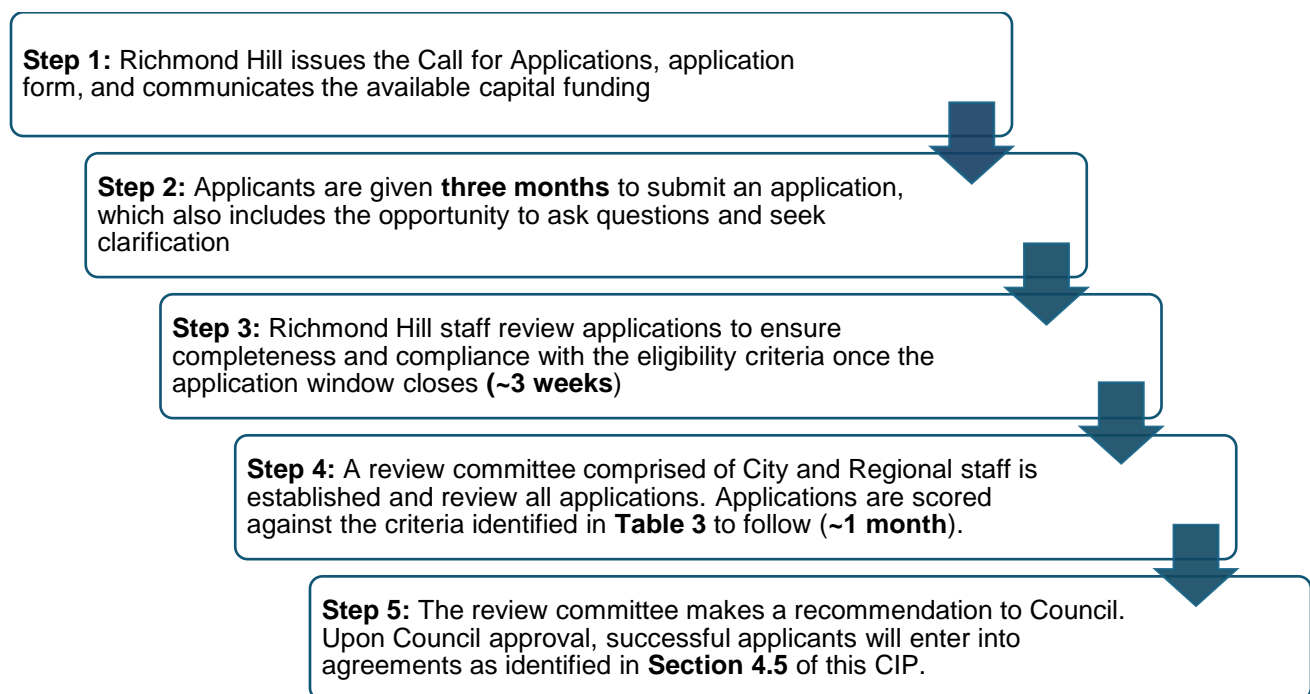 Step 1: Richmond Hill issues the Call for Applications, application
form, and communicates the available capital funding
Step 2: Applicants are given three months to submit an application,
which also includes the opportunity to ask questions and seek
clarification
Step 3: Richmond Hill staff review applications to ensure
completeness and compliance with the eligibility criteria once the
application window closes (~3 weeks)
Step 4: A review committee comprised of City and Regional staff is
established and review all applications. Applications are scored
against the criteria identified in Table 3 to follow (~1 month).
Step 5: The review committee makes a recommendation to Council.
Upon Council approval, successful applicants will enter into
agreements as identified in Section 4.5 of this CIP.